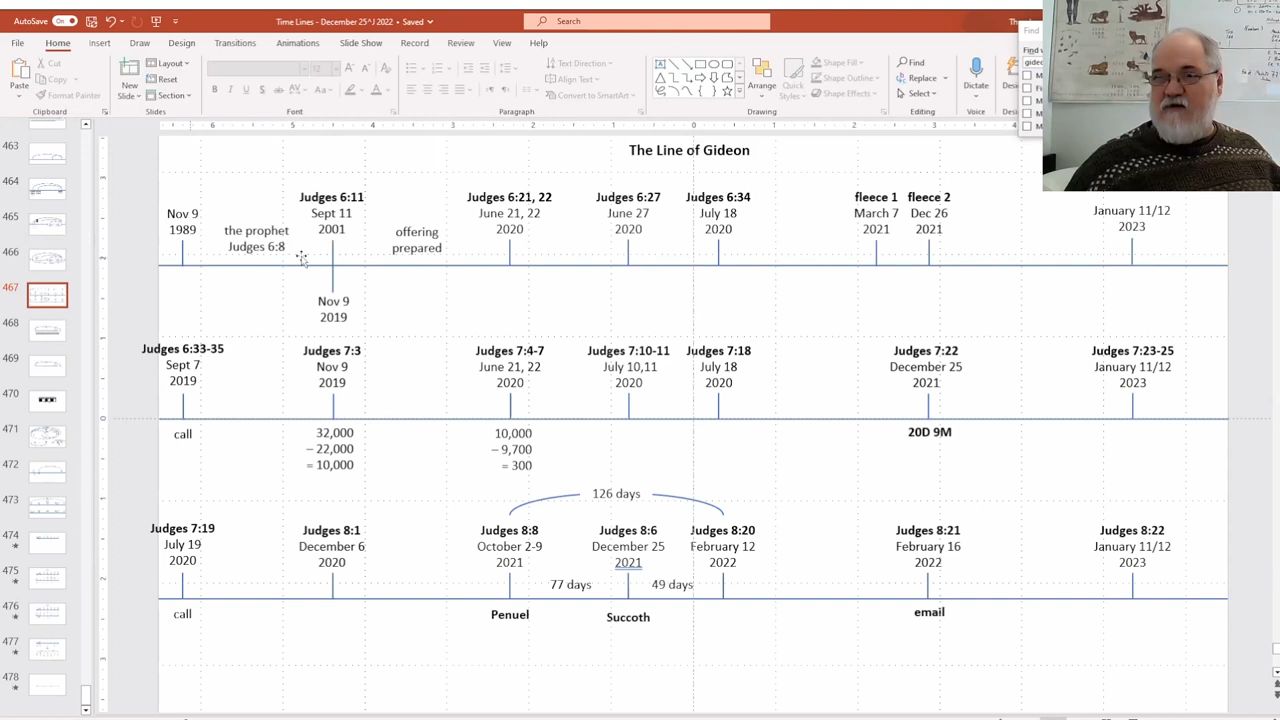 AutoSave On Time Lines - December 25^J 2022 • Saved Search
File Home Insert Draw Design Transitions Animations Slide Show Record Review View Help
Cut
Copy
Format Painter
Paste
New Slide
Layout
Reset
Section
Text Direction
Align Text
Convert to SmartArt
Arrange
Quick Styles
Shape Fill
Shape Outline
Shape Effects
Find
Replace
Select
Dictate
Clipboard Slides Font Paragraph Drawing Editing Voice
Find
The Line of Gideon
Judges 6:11 Judges 6:21, 22 Judges 6:27 Judges 6:34 fleece 1 fleece 2
Nov 9 Sept 11 June 21, 22 June 27 July 18 March 7 Dec 26 January 11/12
1989 2001 2020 2020 2020 2021 2021 2023
the prophet offering
Judges 6:8 prepared
Nov 9
2019
Judges 6:33-35 Judges 7:3 Judges 7:4-7 Judges 7:10-11 Judges 7:18 Judges 7:22 Judges 7:23-25
Sept 7 Nov 9 June 21, 22 July 10,11 July 18 December 25 January 11/12
2019 2019 2020 2020 2020 2021 2023
call 32,000 10,000 20D 9M
– 22,000 – 9,700
= 10,000 = 300
126 days
Judges 7:19 Judges 8:1 Judges 8:8 Judges 8:6 Judges 8:20 Judges 8:21 Judges 8:22
July 19 December 6 October 2-9 December 25 February 12 February 16 January 11/12
2020 2020 2021 2021 2022 2022 2023
77 days 49 days
call Penuel Succoth email
463
464
465
466
467
468
469
471
472
473
474
475
476
477
478